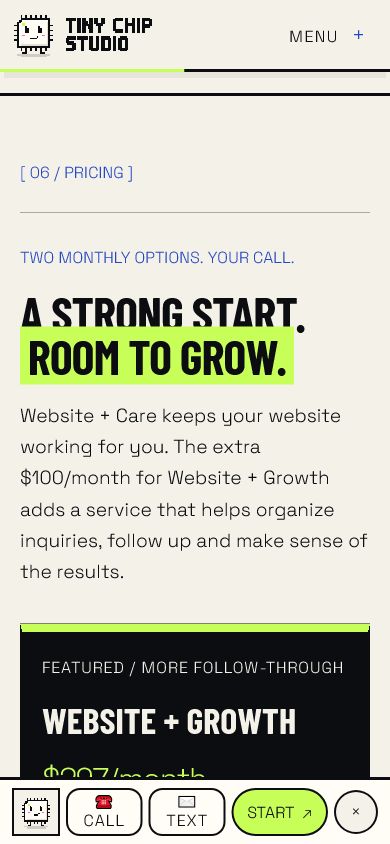 TINY CHIP
STUDIO
MENU +
[ 06 / PRICING ]
TWO MONTHLY OPTIONS. YOUR CALL.
A STRONG START.
ROOM TO GROW.
Website + Care keeps your website
working for you. The extra
$100/month for Website + Growth
adds a service that helps organize
inquiries, follow up and make sense of
the results.
FEATURED / MORE FOLLOW-THROUGH
WEBSITE + GROWTH
$297/month
CALL
TEXT
START ↗
×